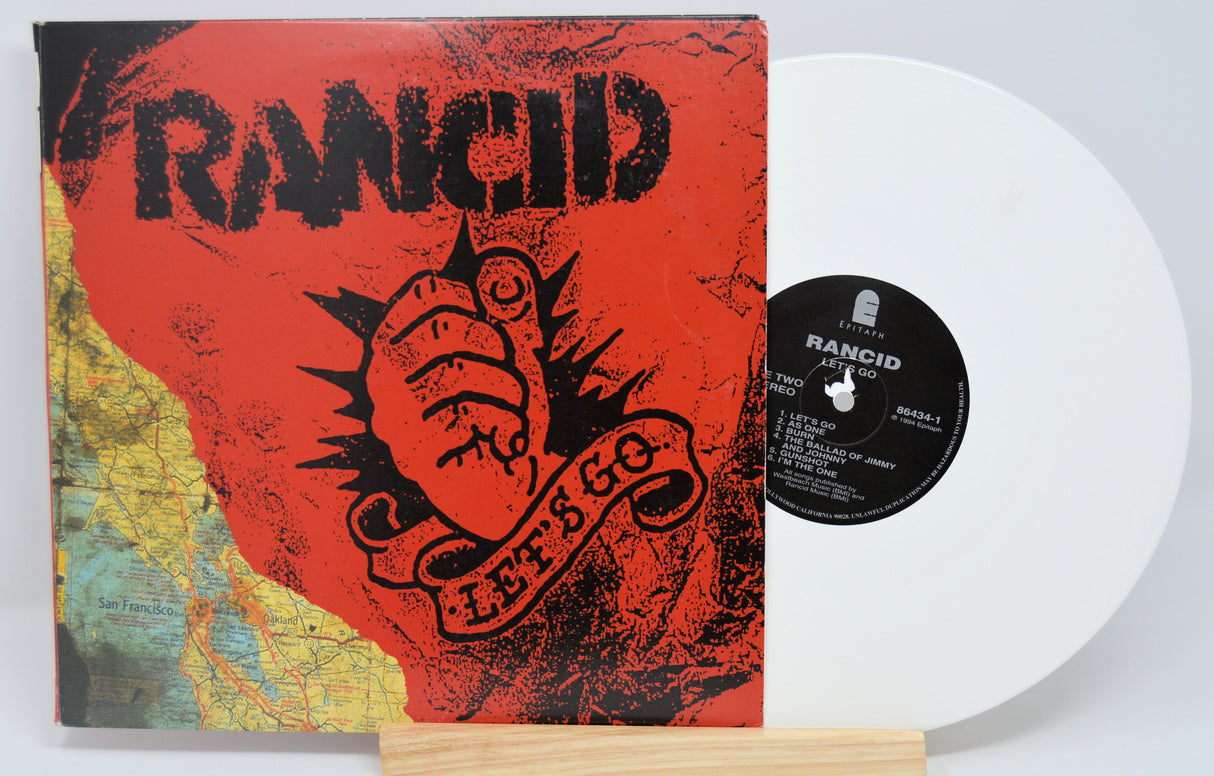 RANCID
LET'S GO.
San Francisco
Oakland
EPITAPH
RANCID
LET'S GO
E TWO
EREO
86434-1
℗ 1994 Epitaph
1. LET'S GO
2. AS ONE
3. BURN
4. THE BALLAD OF JIMMY
AND JOHNNY
5. GUNSHOT
6. I'M THE ONE
All songs published by
Westbeach Music (BMI) and
Rancid Music (BMI)
OLLYWOOD CALIFORNIA 90028. UNLAWFUL DUPLICATION MAY BE HAZARDOUS TO YOUR HEALTH.